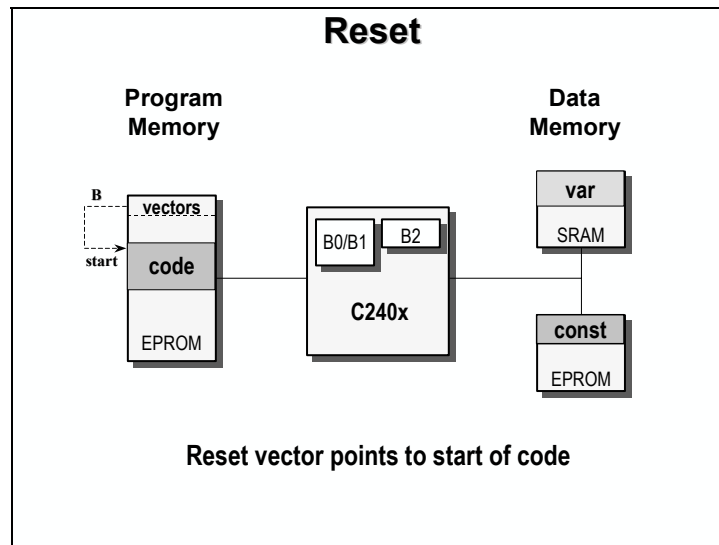 Reset
Program
Memory
Data
Memory
B
vectors
start
code
EPROM
B0/B1
B2
C240x
var
SRAM
const
EPROM
Reset vector points to start of code